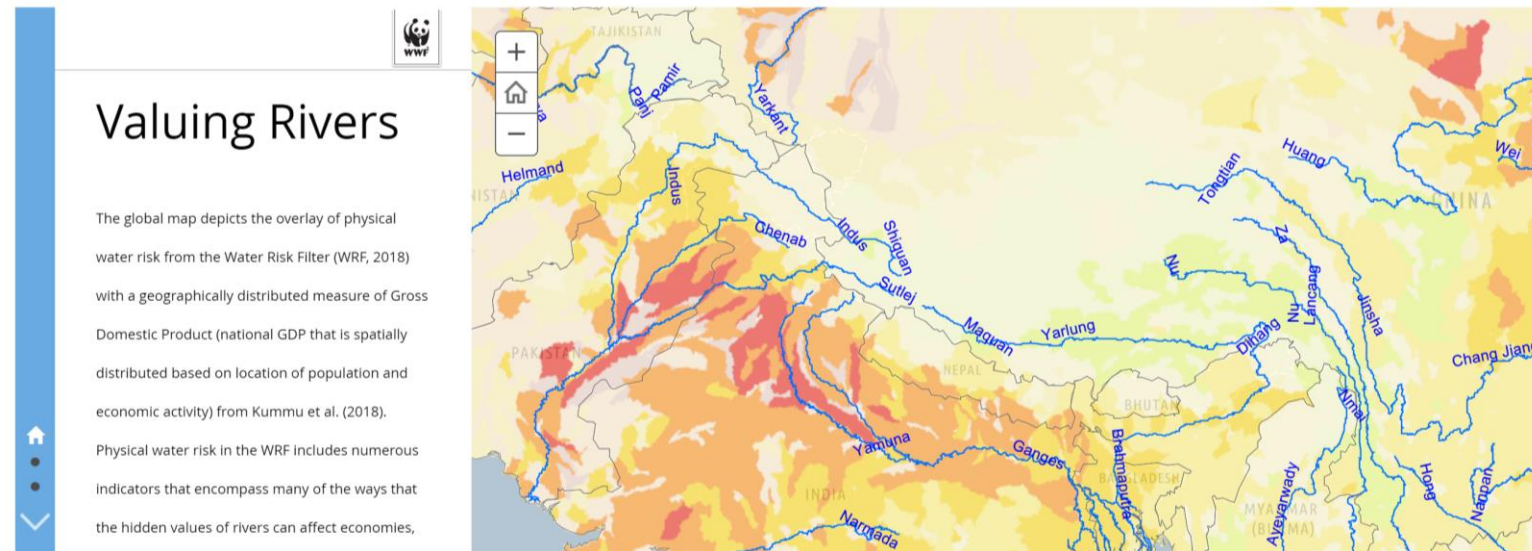 WWF
Valuing Rivers
The global map depicts the overlay of physical
water risk from the Water Risk Filter (WRF, 2018)
with a geographically distributed measure of Gross
Domestic Product (national GDP that is spatially
distributed based on location of population and
economic activity) from Kummu et al. (2018).
Physical water risk in the WRF includes numerous
indicators that encompass many of the ways that
the hidden values of rivers can affect economies,
+
−
TAJIKISTAN
Pamir
Panj
Yarkant
Helmand
Indus
Chenab
Indus
Shiquan
Sutlej
Maquan
Yarlung
Dihang
Tongtian
Huang
Wei
CHINA
Za
Nu
Nu
Lancang
Jinsha
Chang Jiang
PAKISTAN
NEPAL
BHUTAN
Nmai
Yamuna
Ganges
Brahmaputra
BANGLADESH
INDIA
Narmada
MYANMAR
(BURMA)
Ayeyarwady
Hong
Nanpan